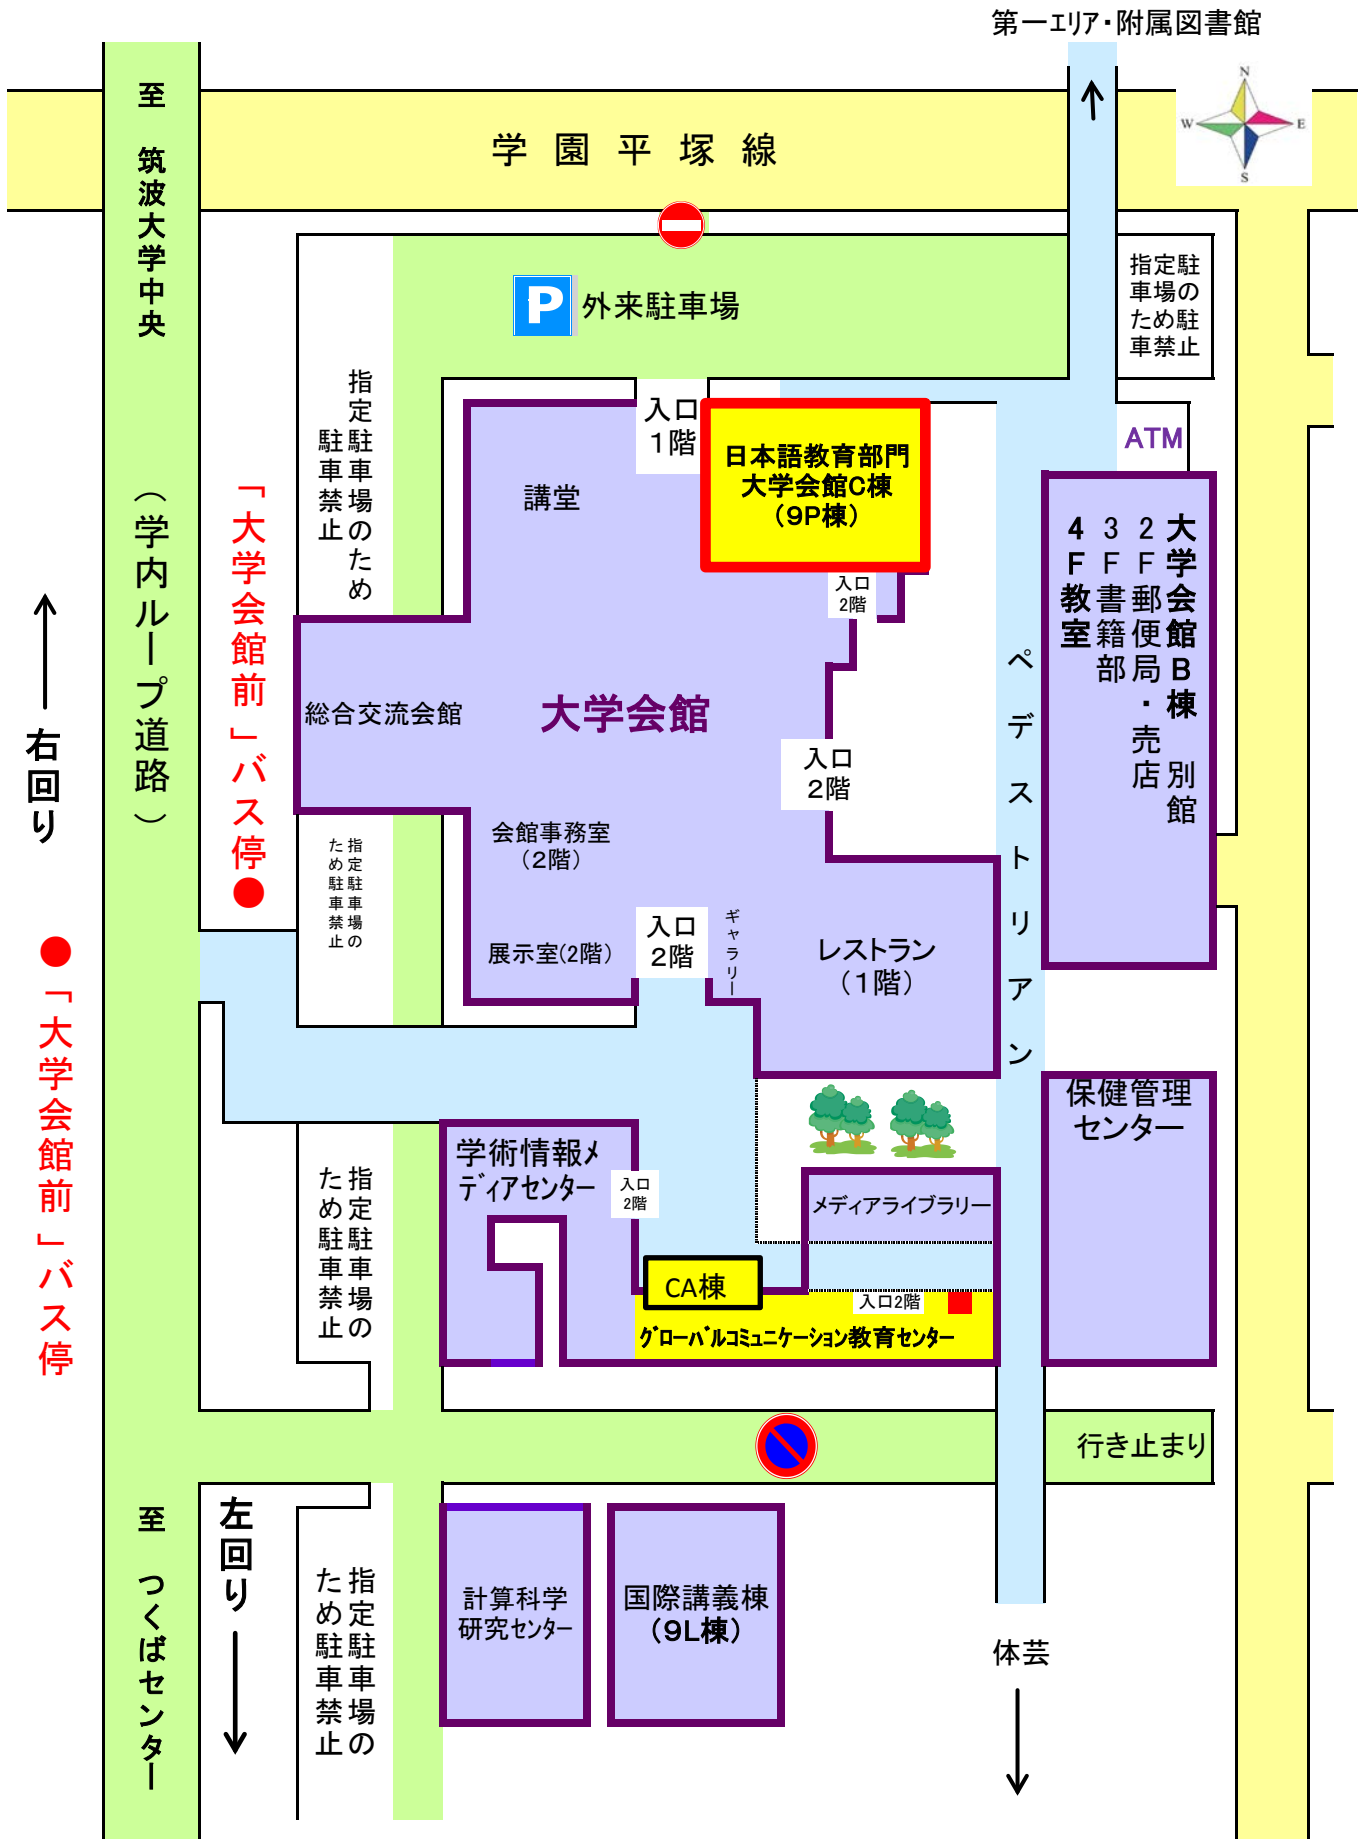 第一エリア・附属図書館
N
W
E
S
至 筑波大学中央
学園平塚線
P
外来駐車場
指定駐
車場の
ため駐
車禁止
指定駐車場のため
駐車禁止
入口
1階
日本語教育部門
大学会館C棟
(9P棟)
ATM
講堂
(学内ループ道路)
「大学会館前」バス停●
大学会館B棟 別館
2F郵便局・売店
3F書籍部
4F教室
入口
2階
右回り
総合交流会館
大学会館
ペデストリアン
入口
2階
会館事務室
(2階)
指定駐車場の
ため駐車禁止
展示室(2階)
入口
2階
ギャラリー
レストラン
(1階)
●「大学会館前」バス停
保健管理
センター
学術情報メ
ディアセンター
入口
2階
指定駐車場の
ため駐車禁止
メディアライブラリー
CA棟
入口2階
グローバルコミュニケーション教育センター
行き止まり
至 つくばセンター
左回り
指定駐車場の
ため駐車禁止
計算科学
研究センター
国際講義棟
(9L棟)
体芸